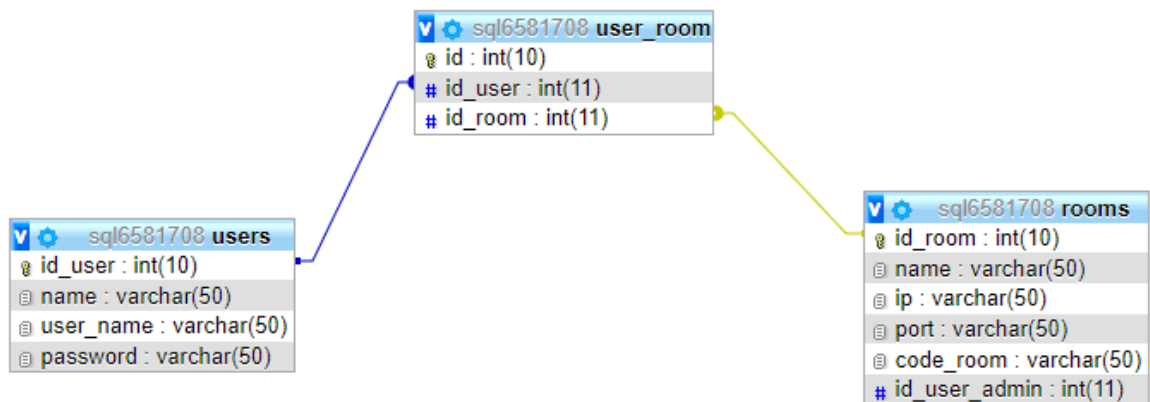 sql6581708 user_room
id : int(10)
# id_user : int(11)
# id_room : int(11)
sql6581708 users
id_user : int(10)
name : varchar(50)
user_name : varchar(50)
password : varchar(50)
sql6581708 rooms
id_room : int(10)
name : varchar(50)
ip : varchar(50)
port : varchar(50)
code_room : varchar(50)
# id_user_admin : int(11)